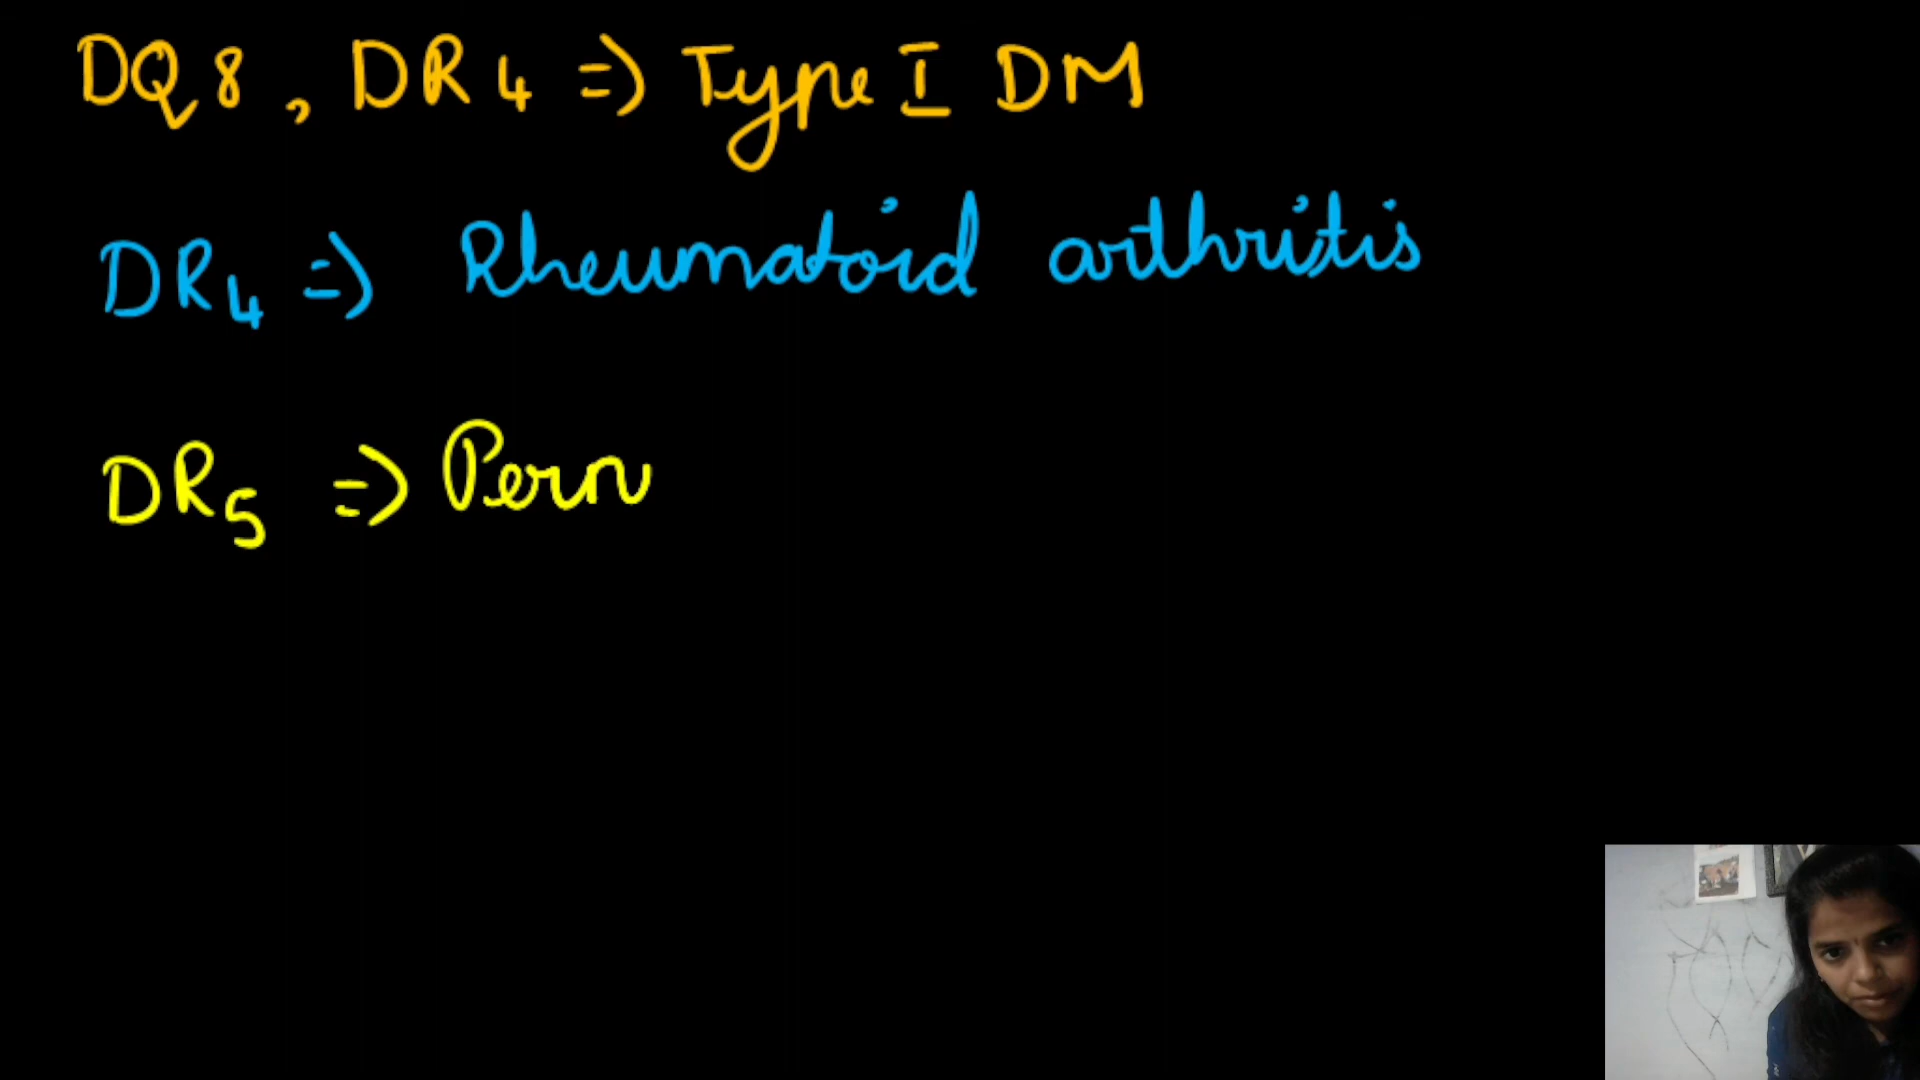 DQ8, DR4 => Type I DM
DR4 => Rheumatoid arthritis
DR5 => Pern